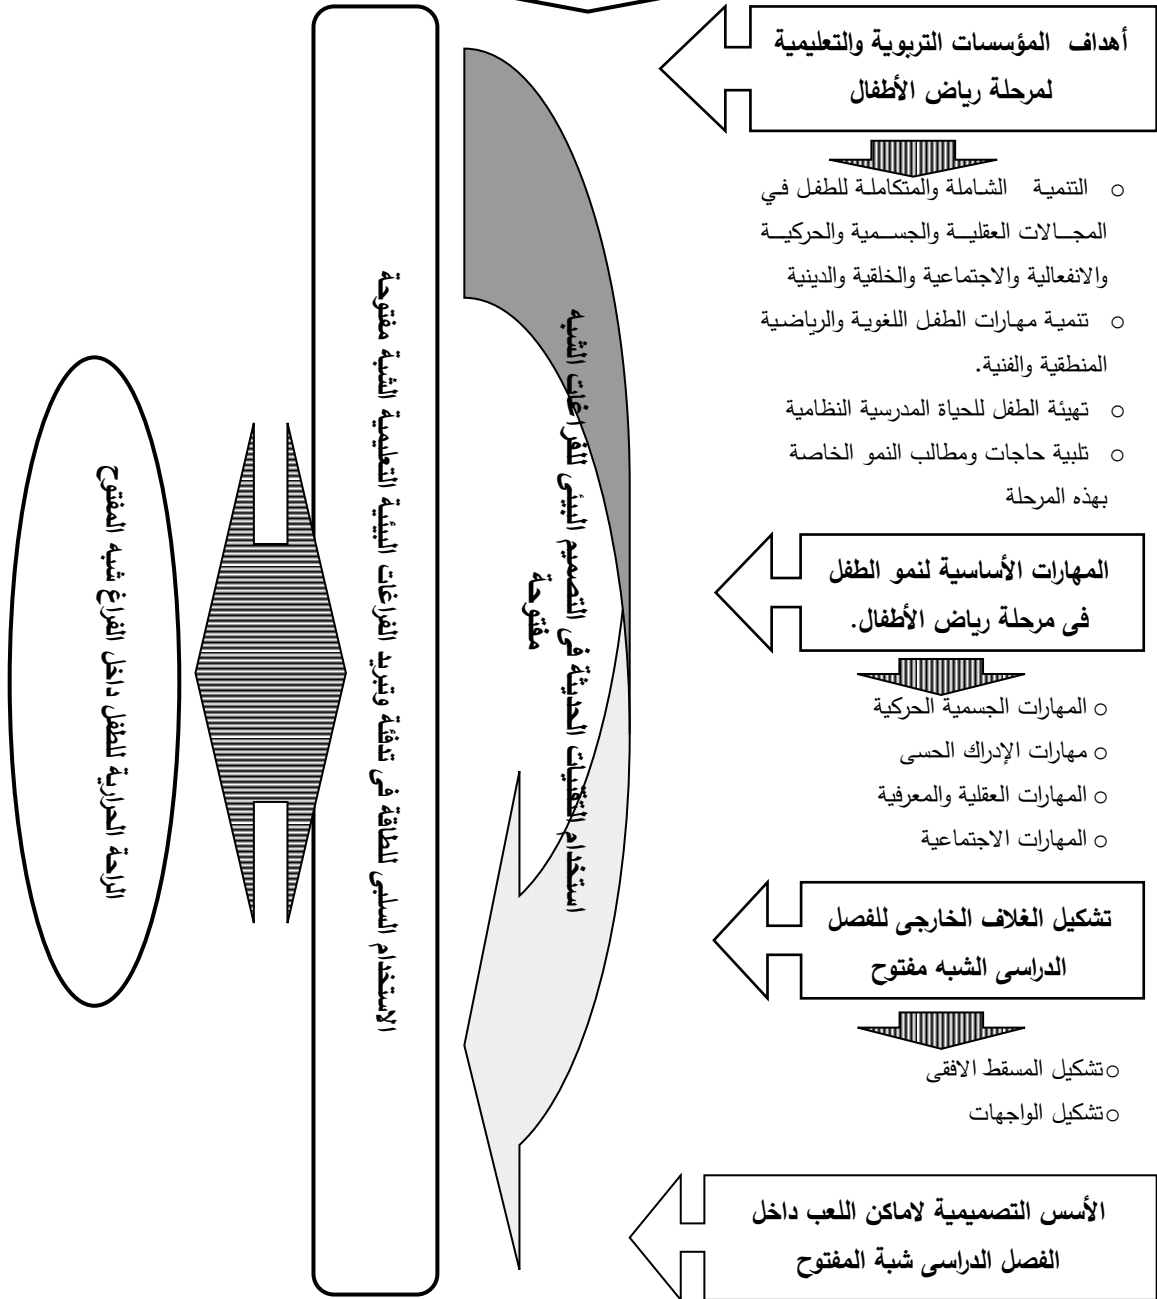 أهداف المؤسسات التربوية والتعليمية
لمرحلة رياض الأطفال
○ التنمية الشاملة والمتكاملة للطفل في
المجالات العقلية والجسمية والحركية
والانفعالية والاجتماعية والخلقية والدينية
○ تنمية مهارات الطفل اللغوية والرياضية
المنطقية والفنية.
○ تهيئة الطفل للحياة المدرسية النظامية
○ تلبية حاجات ومطالب النمو الخاصة
بهذه المرحلة
المهارات الأساسية لنمو الطفل
فى مرحلة رياض الأطفال.
○ المهارات الجسمية الحركية
○ مهارات الإدراك الحسى
○ المهارات العقلية والمعرفية
○ المهارات الاجتماعية
تشكيل الغلاف الخارجى للفصل
الدراسى الشبه مفتوح
○ تشكيل المسقط الافقى
○ تشكيل الواجهات
الأسس التصميمية لاماكن اللعب داخل
الفصل الدراسى شبة المفتوح
استخدام التقنيات الحديثة فى التصميم البيئى للفراغات الشبه
مفتوحة
الاستخدام السلبى للطاقة فى تدفئة وتبريد الفراغات البيئية التعليمية الشبة مفتوحة
الراحة الحرارية للطفل داخل الفراغ شبه المفتوح